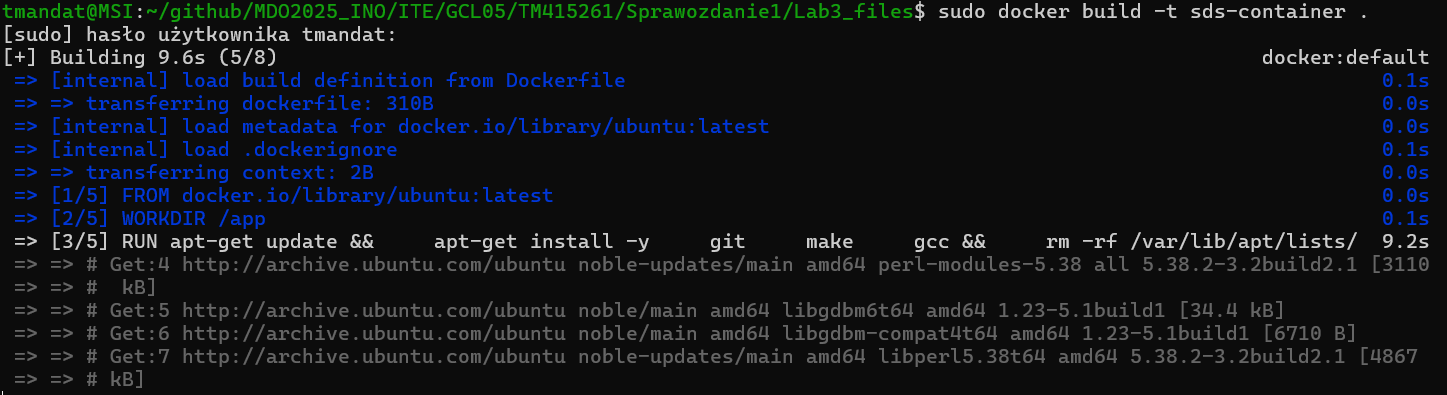 tmandat@MSI:~/github/MDO2025_INO/ITE/GCL05/TM415261/Sprawozdanie1/Lab3_files$ sudo docker build -t sds-container .
[sudo] hasło użytkownika tmandat:
[+] Building 9.6s (5/8) docker:default
=> [internal] load build definition from Dockerfile 0.1s
=> => transferring dockerfile: 310B 0.0s
=> [internal] load metadata for docker.io/library/ubuntu:latest 0.0s
=> [internal] load .dockerignore 0.1s
=> => transferring context: 2B 0.0s
=> [1/5] FROM docker.io/library/ubuntu:latest 0.0s
=> [2/5] WORKDIR /app 0.1s
=> [3/5] RUN apt-get update && apt-get install -y git make gcc && rm -rf /var/lib/apt/lists/ 9.2s
=> => # Get:4 http://archive.ubuntu.com/ubuntu noble-updates/main amd64 perl-modules-5.38 all 5.38.2-3.2build2.1 [3110
=> => # kB]
=> => # Get:5 http://archive.ubuntu.com/ubuntu noble/main amd64 libgdbm6t64 amd64 1.23-5.1build1 [34.4 kB]
=> => # Get:6 http://archive.ubuntu.com/ubuntu noble/main amd64 libgdbm-compat4t64 amd64 1.23-5.1build1 [6710 B]
=> => # Get:7 http://archive.ubuntu.com/ubuntu noble-updates/main amd64 libperl5.38t64 amd64 5.38.2-3.2build2.1 [4867
=> => # kB]